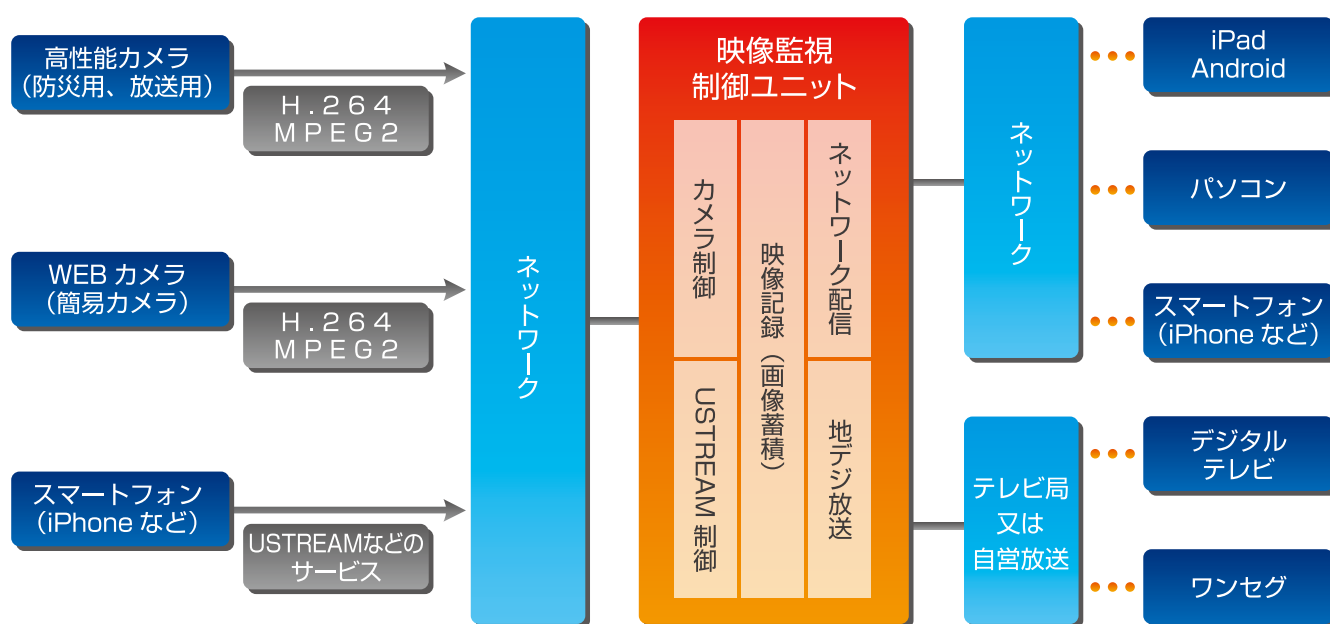 高性能カメラ
（防災用、放送用）
H.264
MPEG2
WEB カメラ
（簡易カメラ）
H.264
MPEG2
スマートフォン
（iPhone など）
USTREAMなどの
サービス
ネットワーク
映像監視
制御ユニット
カメラ制御
USTREAM 制御
映像記録（画像蓄積）
ネットワーク配信
地デジ放送
ネットワーク
テレビ局
又は
自営放送
iPad
Android
パソコン
スマートフォン
（iPhone など）
デジタル
テレビ
ワンセグ